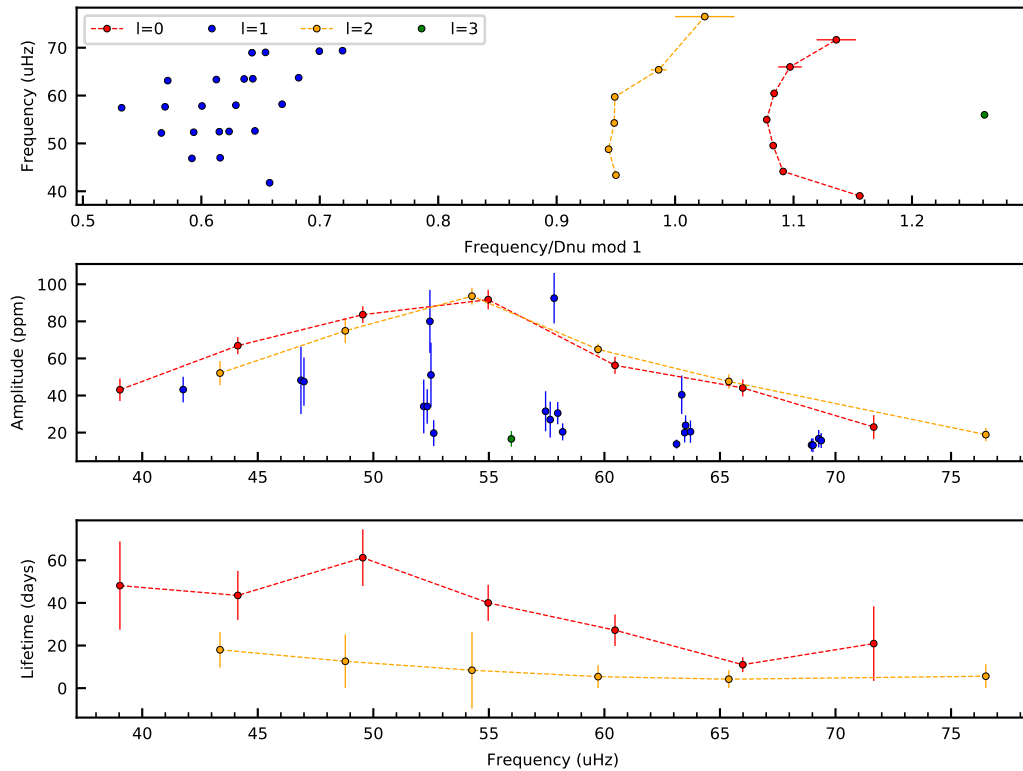 l=0 l=1 l=2 l=3
Frequency (uHz)
70
60
50
40
0.5 0.6 0.7 0.8 0.9 1.0 1.1 1.2
Frequency/Dnu mod 1
Amplitude (ppm)
100
80
60
40
20
40 45 50 55 60 65 70 75
Lifetime (days)
60
40
20
0
40 45 50 55 60 65 70 75
Frequency (uHz)